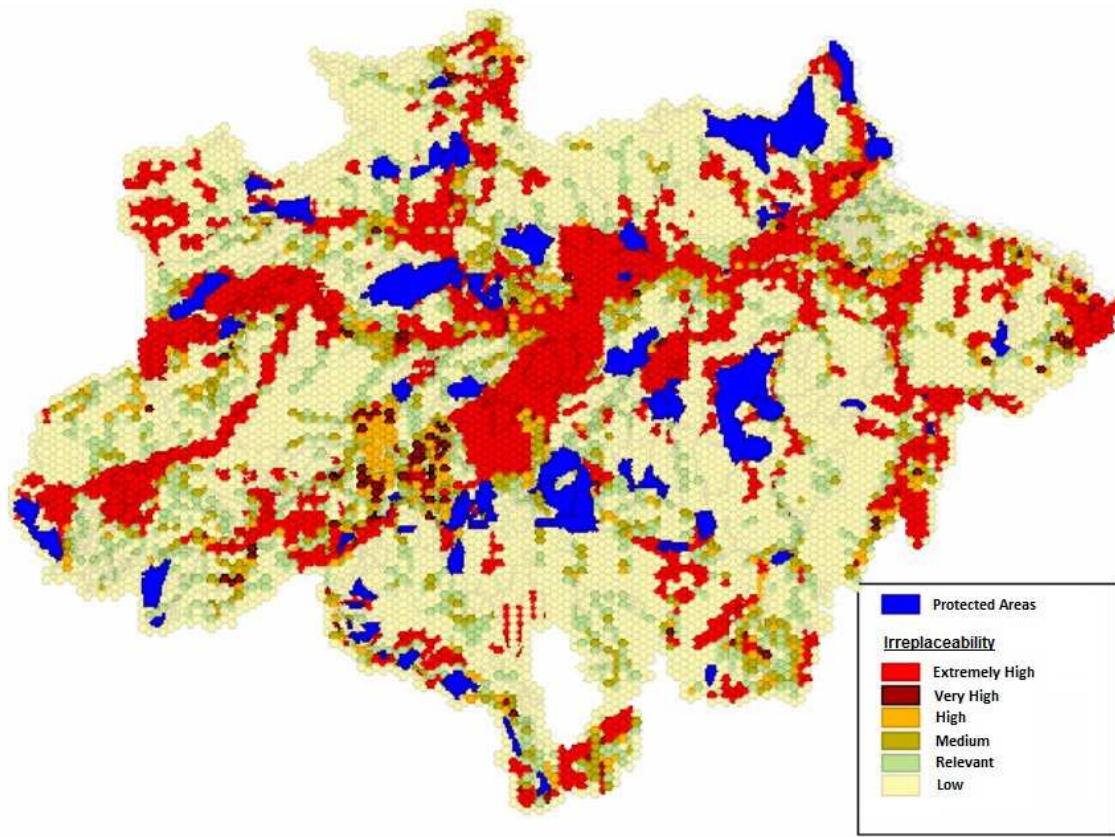 Protected Areas
Irreplaceability
Extremely High
Very High
High
Medium
Relevant
Low